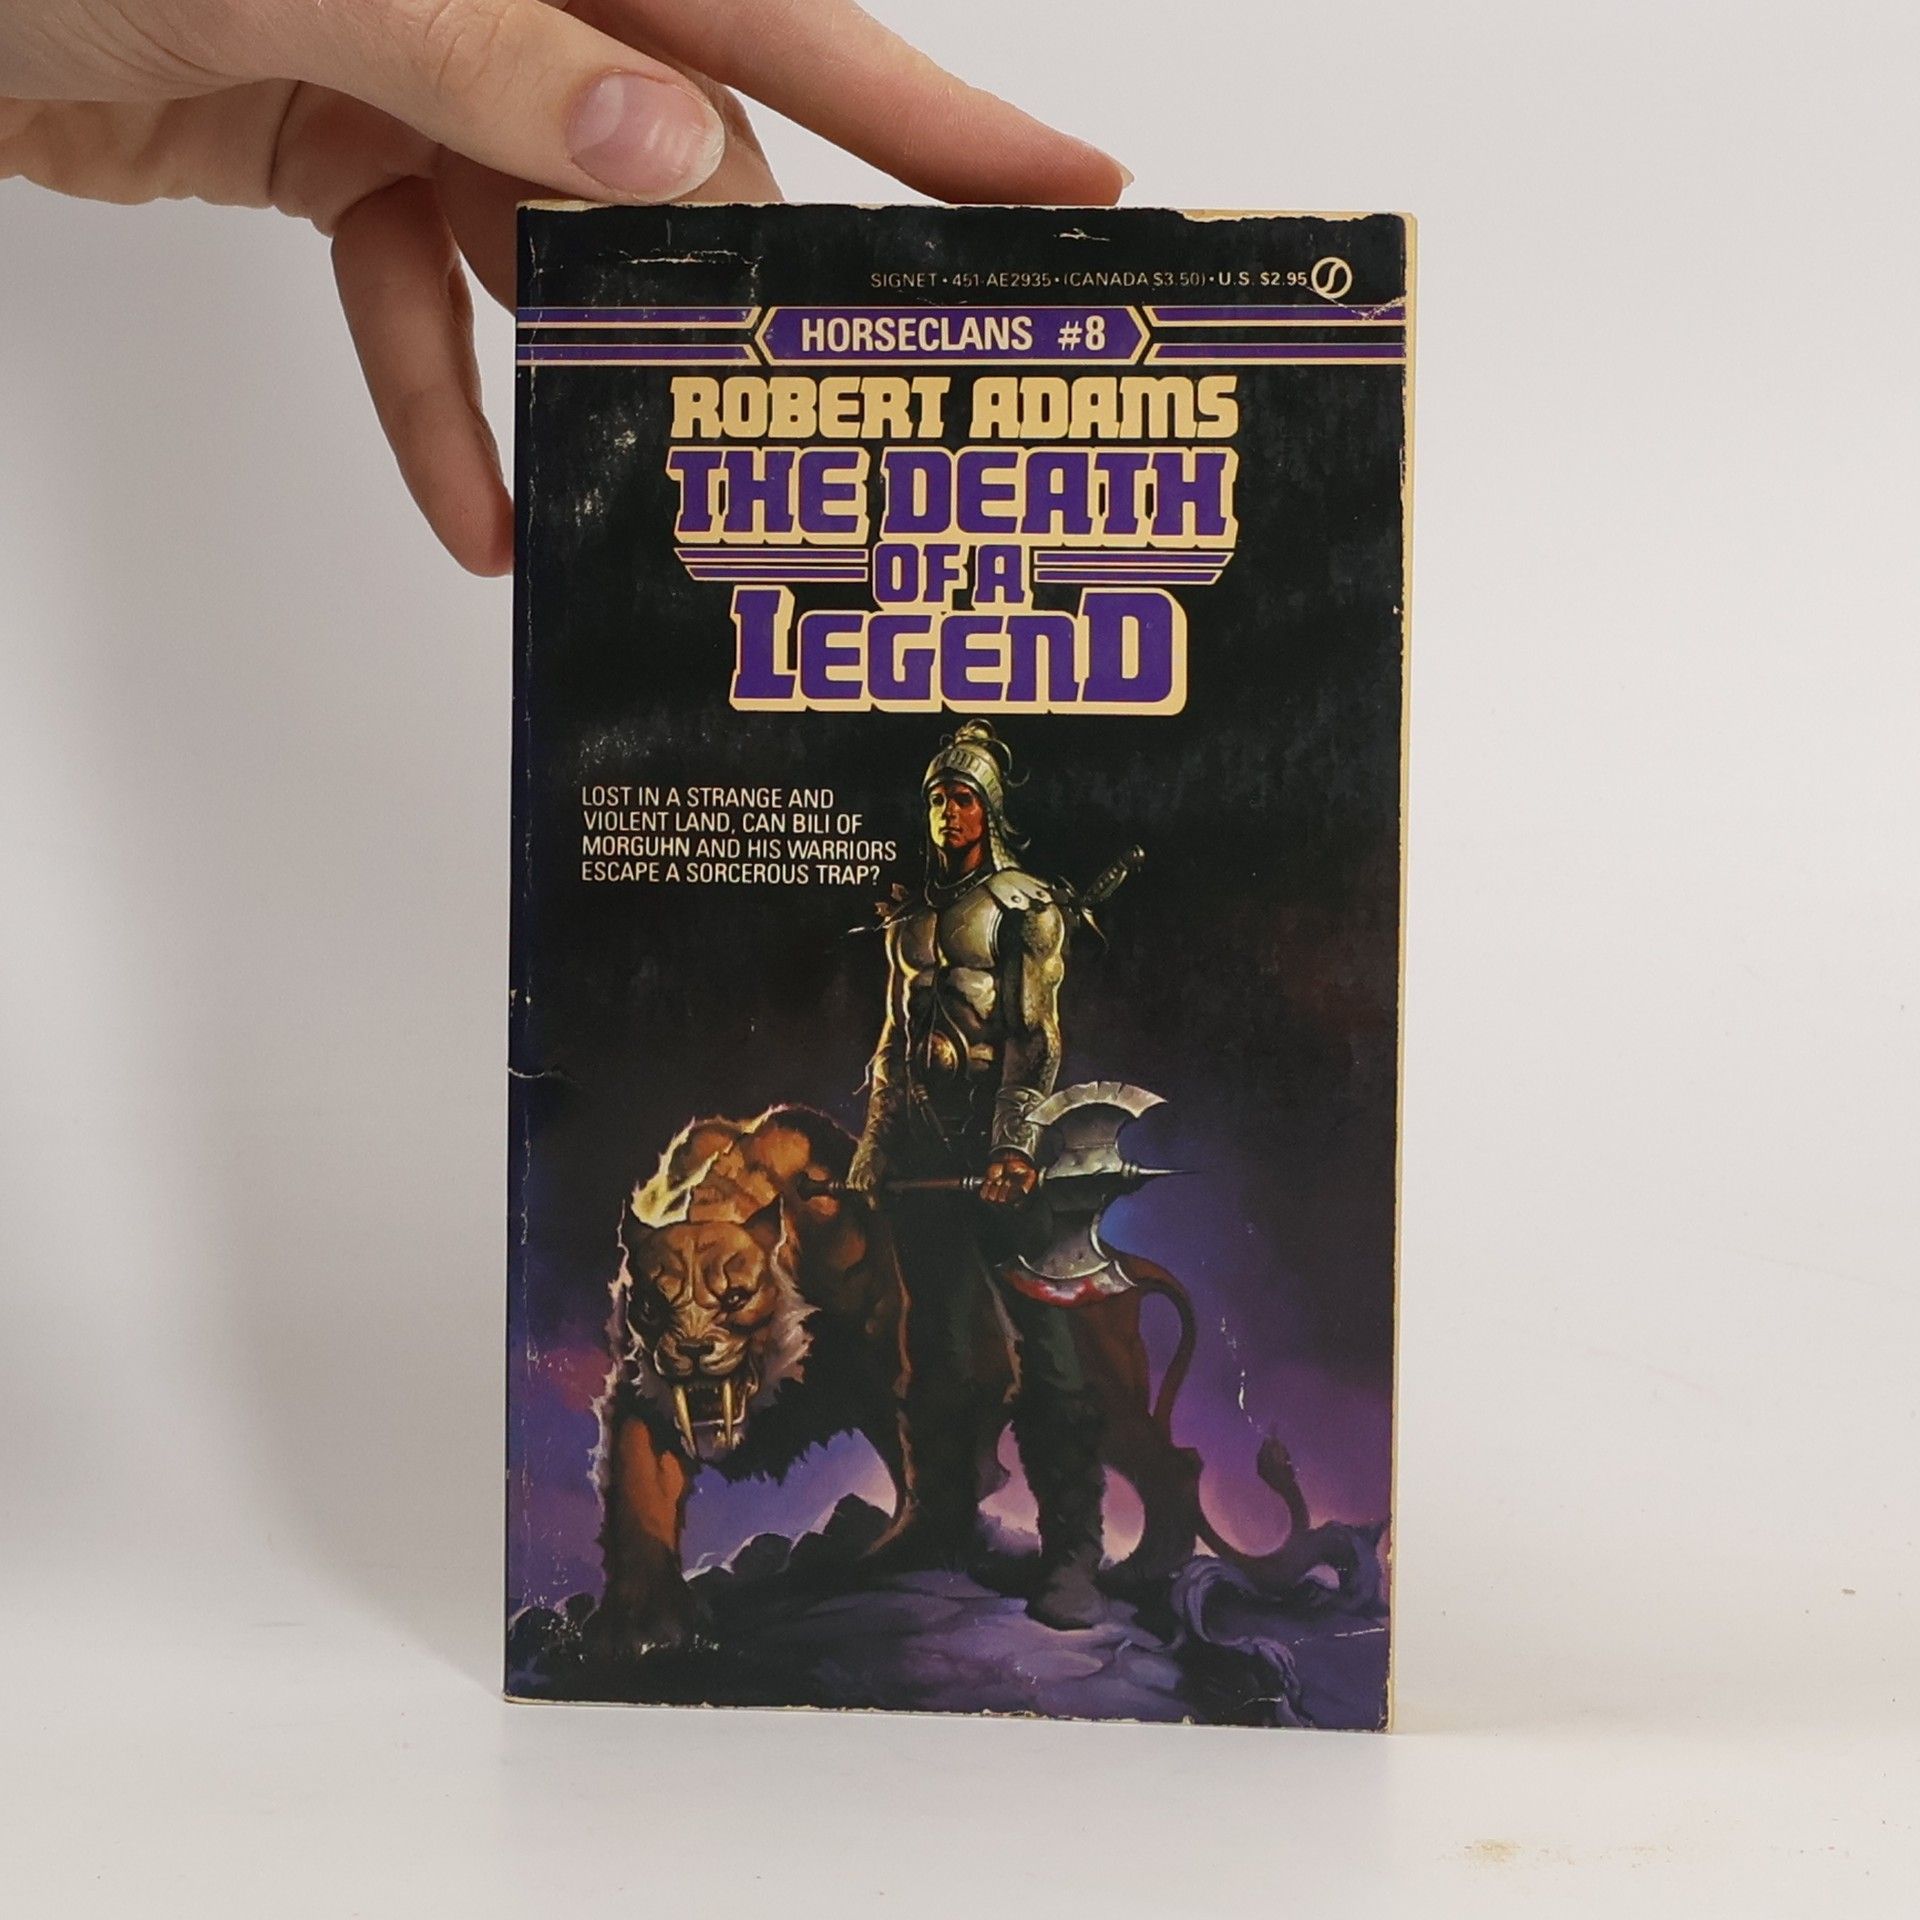 SIGNET • 451-AE2935 • (CANADA $3.50) • U.S. $2.95
HORSECLANS #8
ROBERT ADAMS
THE DEATH
OF A
LEGEND
LOST IN A STRANGE AND
VIOLENT LAND, CAN BILI OF
MORGUHN AND HIS WARRIORS
ESCAPE A SORCEROUS TRAP?